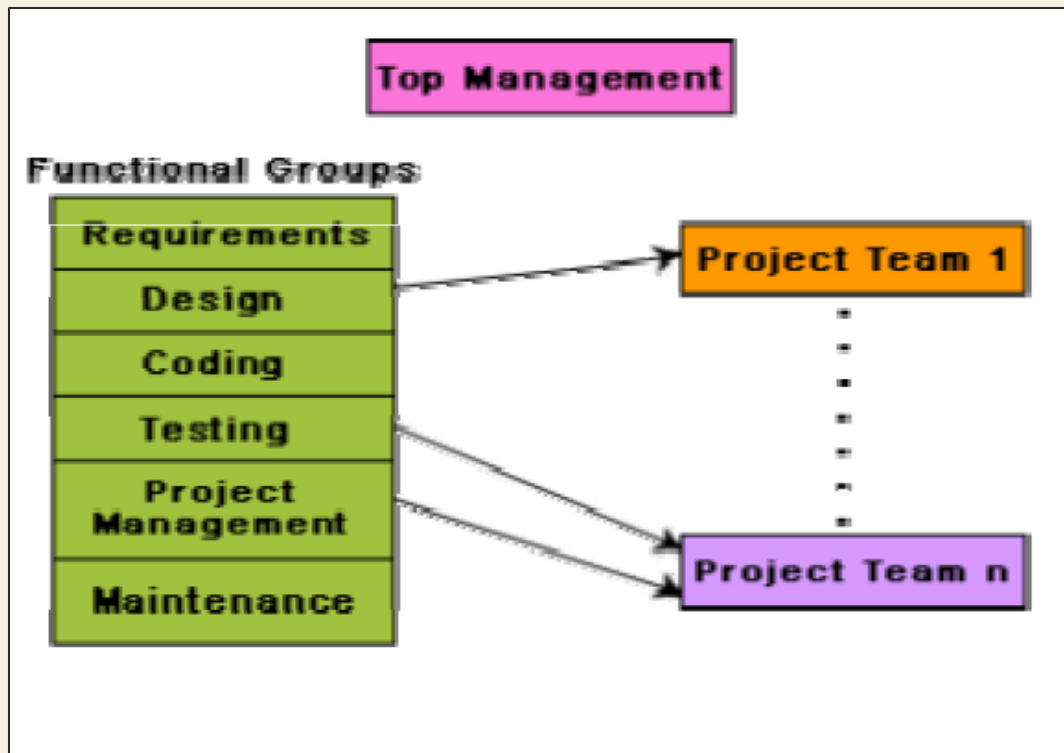 Top Management
Functional Groups
Requirements
Design
Coding
Testing
Project
Management
Maintenance
Project Team 1
Project Team n